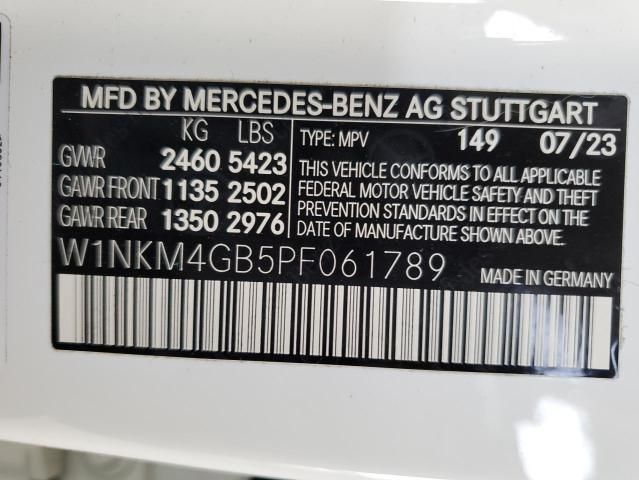 MFD BY MERCEDES-BENZ AG STUTTGART
KG LBS TYPE: MPV 149 07/23
GVWR 2460 5423
GAWR FRONT 1135 2502
GAWR REAR 1350 2976
THIS VEHICLE CONFORMS TO ALL APPLICABLE
FEDERAL MOTOR VEHICLE SAFETY AND THEFT
PREVENTION STANDARDS IN EFFECT ON THE
DATE OF MANUFACTURE SHOWN ABOVE.
W1NKM4GB5PF061789 MADE IN GERMANY